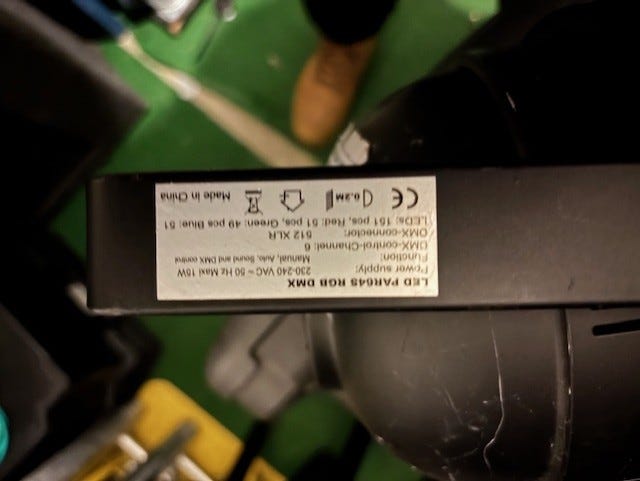 LED PAR64S RGB DMX
Power supply: 230-240 VAC ~ 50 Hz Max 15W
Function: Manual, Auto, Sound and DMX control
DMX-control-Channel: 6
DMX-connector: 512 XLR
LEDs: 151 pcs, Red: 51 pcs, Green: 49 pcs Blue: 51
CE 0.2M Made in China